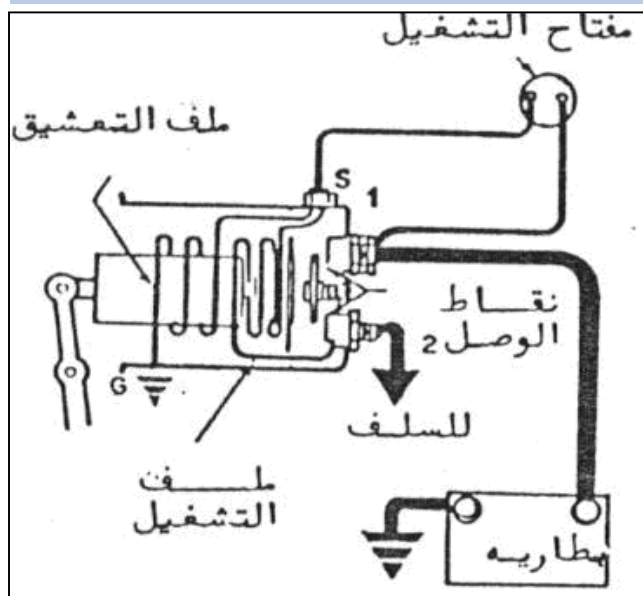 مفتاح التشغيل
ملف التعشيق
S
1
نقاط
الوصل 2
G
للسلف
ملف
التشغيل
بطاريه